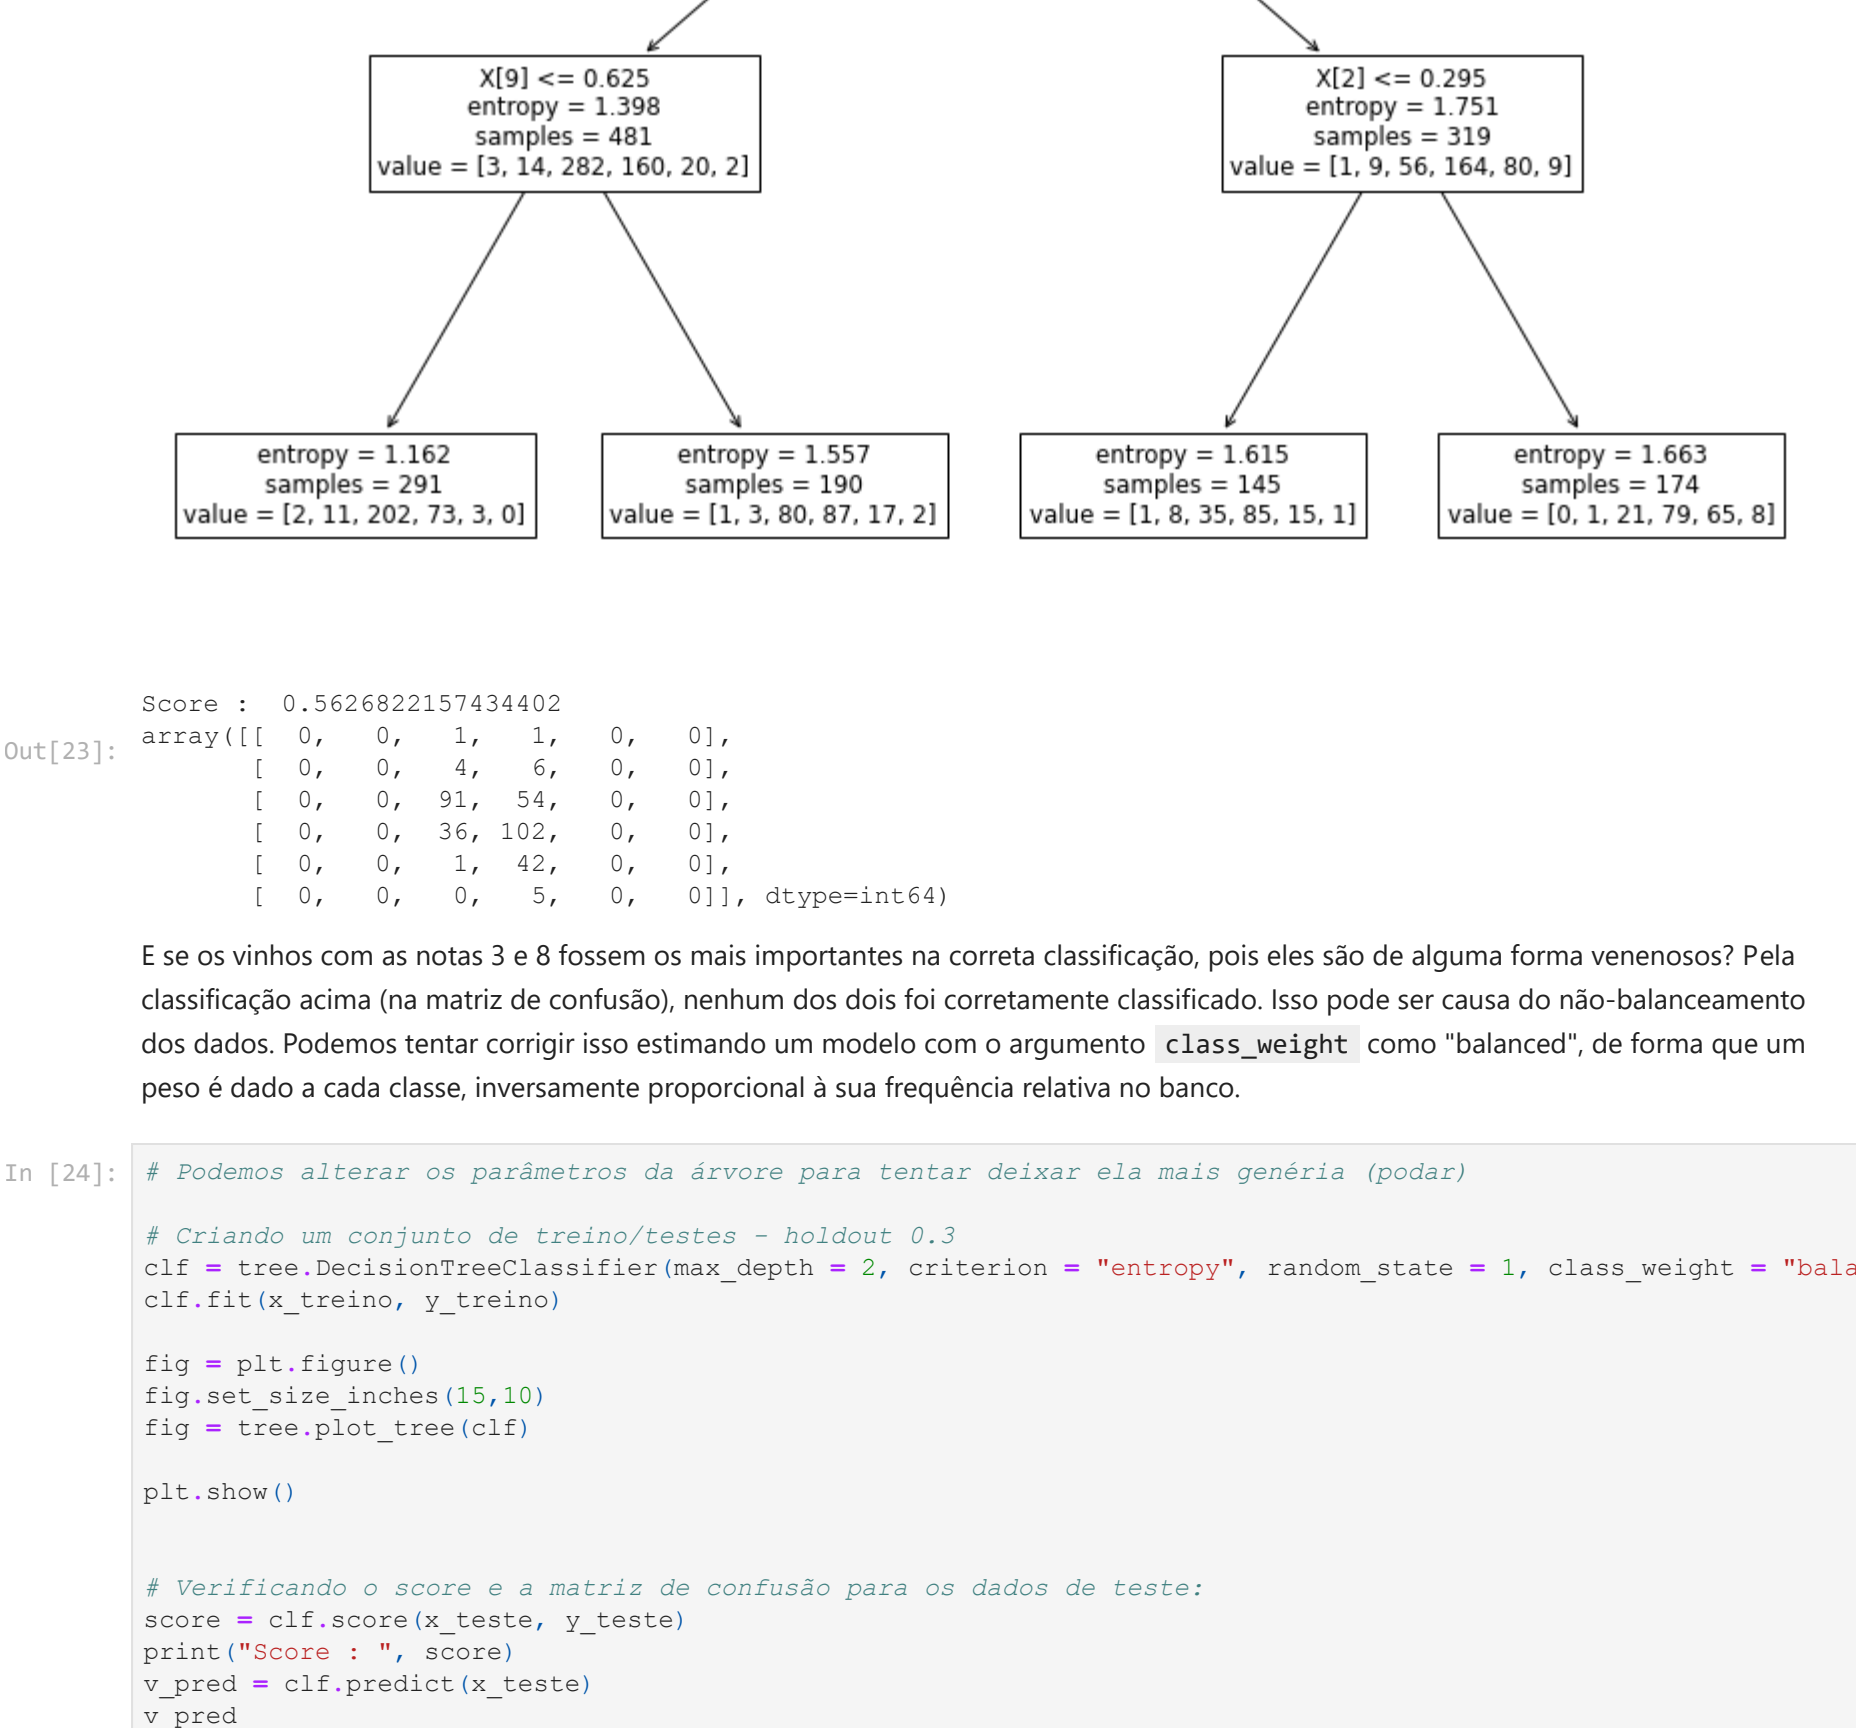 X[9] <= 0.625
entropy = 1.398
samples = 481
value = [3, 14, 282, 160, 20, 2]
X[2] <= 0.295
entropy = 1.751
samples = 319
value = [1, 9, 56, 164, 80, 9]
entropy = 1.162
samples = 291
value = [2, 11, 202, 73, 3, 0]
entropy = 1.557
samples = 190
value = [1, 3, 80, 87, 17, 2]
entropy = 1.615
samples = 145
value = [1, 8, 35, 85, 15, 1]
entropy = 1.663
samples = 174
value = [0, 1, 21, 79, 65, 8]
Score :  0.5626822157434402
Out[23]: array([[  0,   0,   1,   1,   0,   0],
[  0,   0,   4,   6,   0,   0],
[  0,   0,  91,  54,   0,   0],
[  0,   0,  36, 102,   0,   0],
[  0,   0,   1,  42,   0,   0],
[  0,   0,   0,   5,   0,   0]], dtype=int64)
E se os vinhos com as notas 3 e 8 fossem os mais importantes na correta classificação, pois eles são de alguma forma venenosos? Pela
classificação acima (na matriz de confusão), nenhum dos dois foi corretamente classificado. Isso pode ser causa do não-balanceamento
dos dados. Podemos tentar corrigir isso estimando um modelo com o argumento class_weight como "balanced", de forma que um
peso é dado a cada classe, inversamente proporcional à sua frequência relativa no banco.
In [24]: # Podemos alterar os parâmetros da árvore para tentar deixar ela mais genéria (podar)
# Criando um conjunto de treino/testes - holdout 0.3
clf = tree.DecisionTreeClassifier(max_depth = 2, criterion = "entropy", random_state = 1, class_weight = "bala
clf.fit(x_treino, y_treino)
fig = plt.figure()
fig.set_size_inches(15,10)
fig = tree.plot_tree(clf)
plt.show()
# Verificando o score e a matriz de confusão para os dados de teste:
score = clf.score(x_teste, y_teste)
print("Score : ", score)
v_pred = clf.predict(x_teste)
v_pred